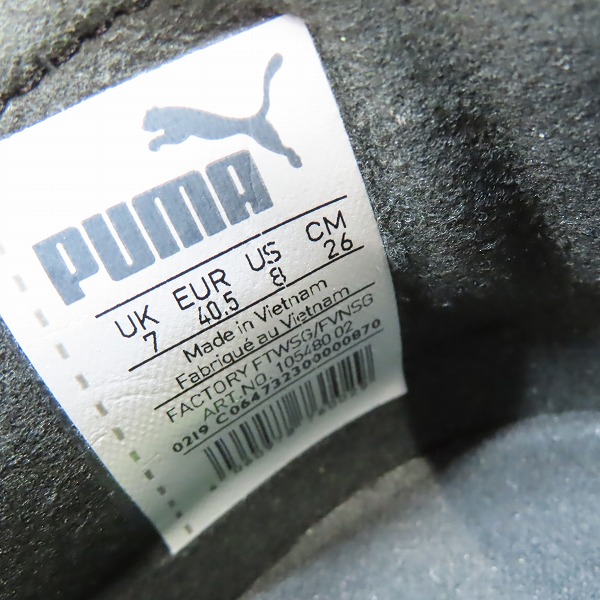 PUMA
UK EUR US CM
7 40.5 8 26
Made in Vietnam
Fabriqué au Vietnam
FACTORY FTWSG/FVNSG
ART.NO. 105480 02
0219 C064732300000870